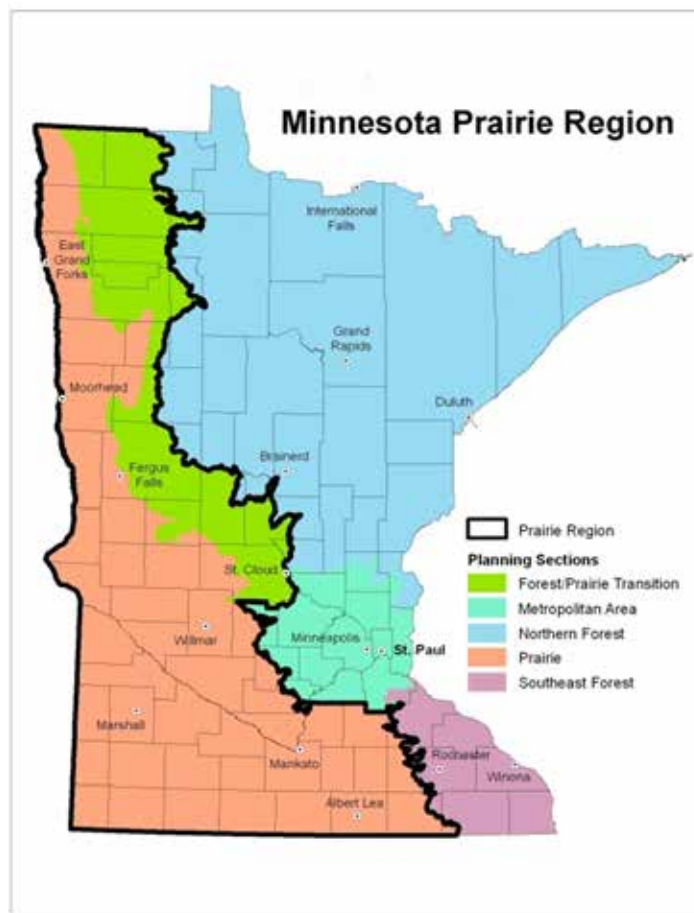 Minnesota Prairie Region
International
Falls
East
Grand
Forks
Grand
Rapids
Moorhead
Duluth
Brainerd
Fergus
Falls
Prairie Region
Planning Sections
Forest/Prairie Transition
Metropolitan Area
Northern Forest
Prairie
Southeast Forest
St. Cloud
Willmar
Minneapolis
St. Paul
Marshall
Mankato
Rochester
Winona
Albert Lea